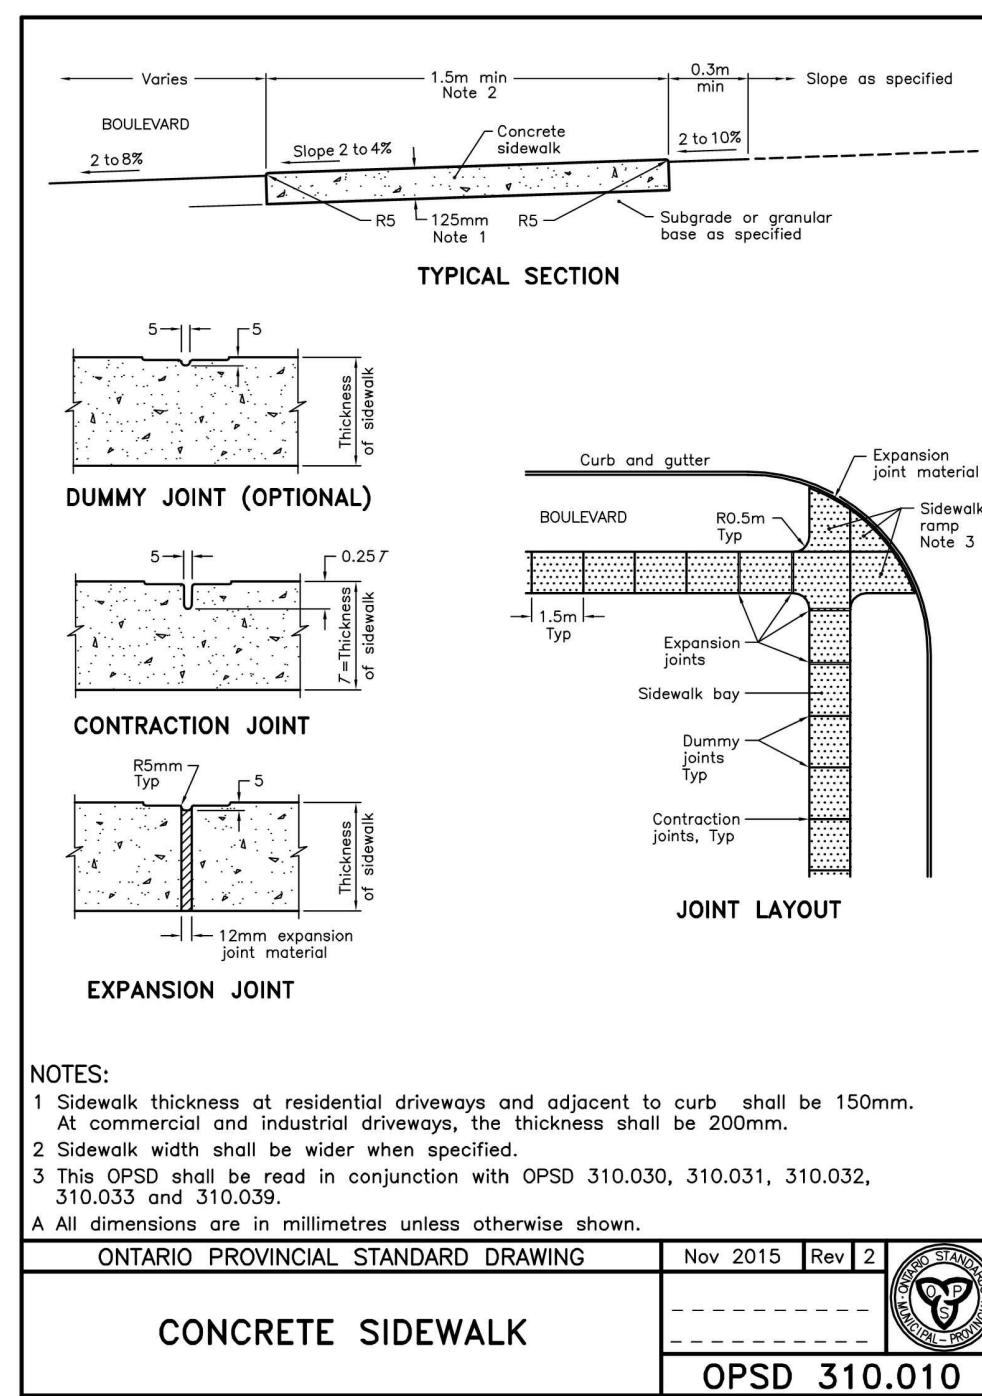 Varies
1.5m min
Note 2
0.3m
min
Slope as specified
BOULEVARD
2 to 8%
Slope 2 to 4%
Concrete
sidewalk
2 to 10%
R5
125mm
Note 1
R5
Subgrade or granular
base as specified
TYPICAL SECTION
5
5
Thickness
of sidewalk
DUMMY JOINT (OPTIONAL)
5
0.25T
T=Thickness
of sidewalk
CONTRACTION JOINT
R5mm
Typ
5
Thickness
of sidewalk
12mm expansion
joint material
EXPANSION JOINT
Curb and gutter
Expansion
joint material
BOULEVARD
R0.5m
Typ
Sidewalk
ramp
Note 3
1.5m
Typ
Expansion
joints
Sidewalk bay
Dummy
joints
Typ
Contraction
joints, Typ
JOINT LAYOUT
NOTES:
1 Sidewalk thickness at residential driveways and adjacent to curb shall be 150mm.
At commercial and industrial driveways, the thickness shall be 200mm.
2 Sidewalk width shall be wider when specified.
3 This OPSD shall be read in conjunction with OPSD 310.030, 310.031, 310.032,
310.033 and 310.039.
A All dimensions are in millimetres unless otherwise shown.
ONTARIO PROVINCIAL STANDARD DRAWING
Nov 2015
Rev
2
CONCRETE SIDEWALK
OPSD 310.010
ONTARIO
MUNICIPAL
O P
S